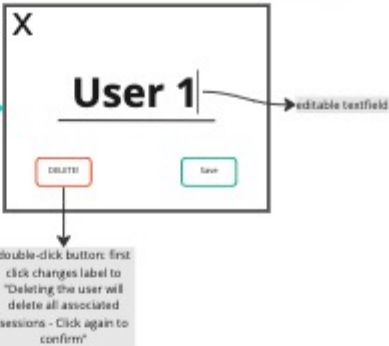 X
User 1
editable textfield
DELETE!
Save
double-click button: first
click changes label to
"Deleting the user will
delete all associated
sessions - Click again to
confirm"